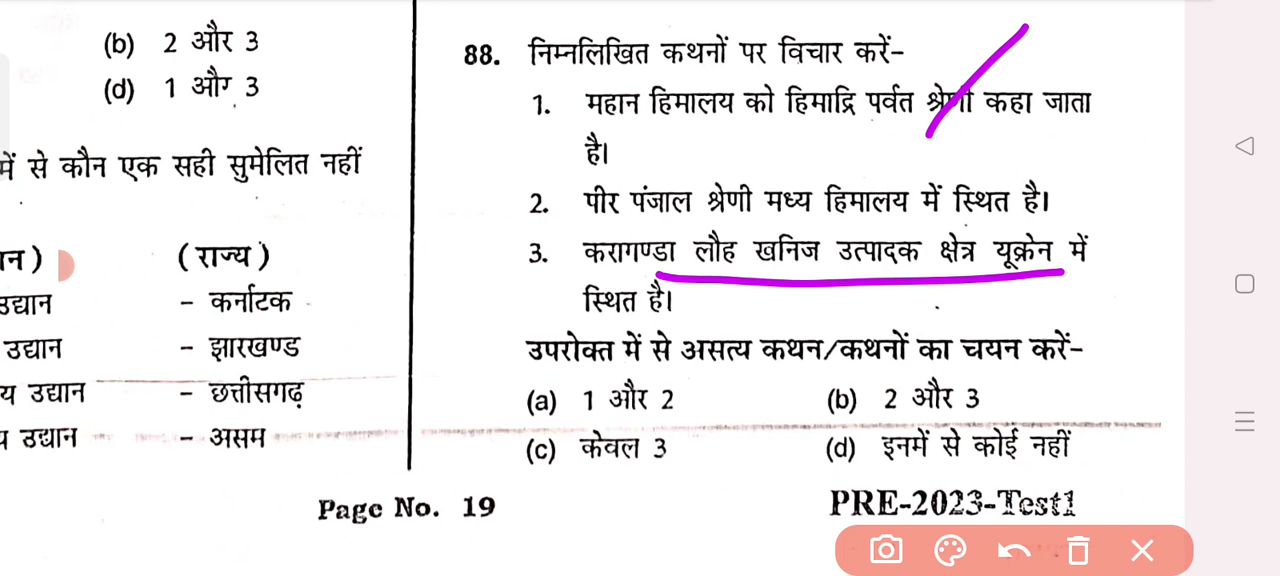 (b) 2 और 3
(d) 1 और 3
में से कौन एक सही सुमेलित नहीं
(राज्य)
उद्यान - कर्नाटक
उद्यान - झारखण्ड
य उद्यान - छत्तीसगढ़
उद्यान - असम
88. निम्नलिखित कथनों पर विचार करें-
1. महान हिमालय को हिमाद्रि पर्वत श्रेणी कहा जाता
है।
2. पीर पंजाल श्रेणी मध्य हिमालय में स्थित है।
3. करागण्डा लौह खनिज उत्पादक क्षेत्र यूक्रेन में
स्थित है।
उपरोक्त में से असत्य कथन/कथनों का चयन करें-
(a) 1 और 2 (b) 2 और 3
(c) केवल 3 (d) इनमें से कोई नहीं
Page No. 19 PRE-2023-Test1